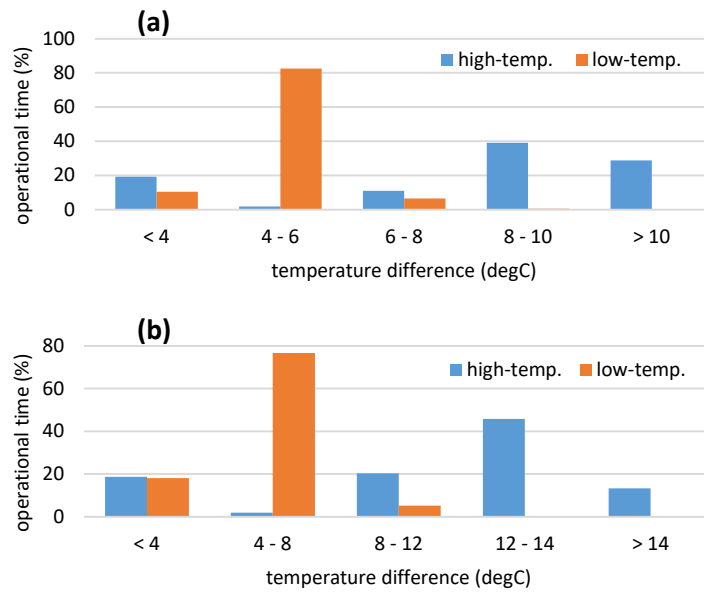 (a)
100
80
60
40
20
0
operational time (%)
high-temp. low-temp.
< 4 4 - 6 6 - 8 8 - 10 > 10
temperature difference (degC)
(b)
80
60
40
20
0
operational time (%)
high-temp. low-temp.
< 4 4 - 8 8 - 12 12 - 14 > 14
temperature difference (degC)